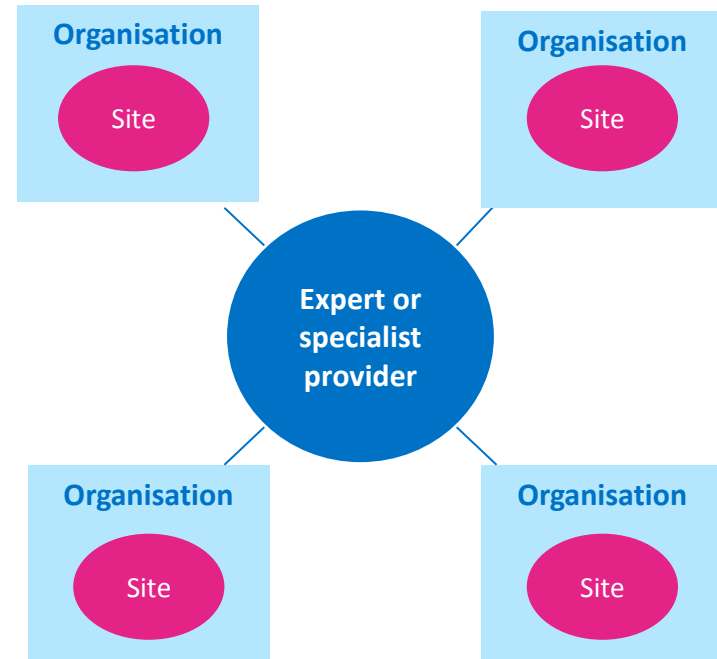 Organisation
Site
Organisation
Site
Expert or
specialist
provider
Organisation
Site
Organisation
Site